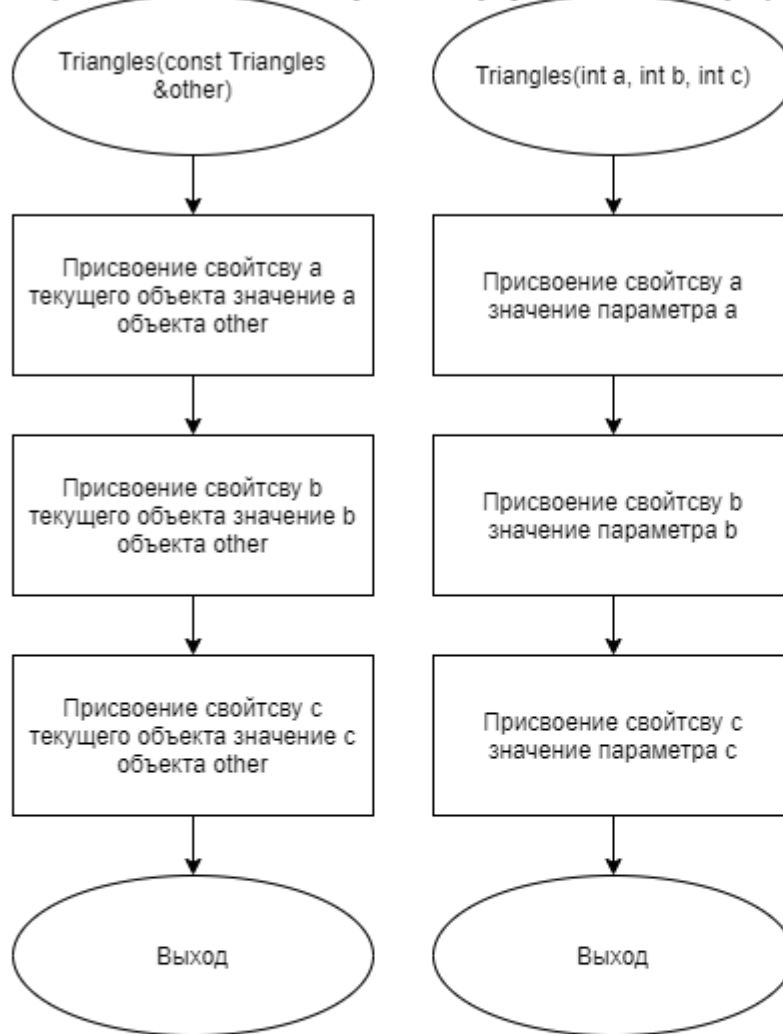 Triangles(const Triangles
&other)
Присвоение свойтсву a
текущего объекта значение a
объекта other
Присвоение свойтсву b
текущего объекта значение b
объекта other
Присвоение свойтсву c
текущего объекта значение c
объекта other
Выход
Triangles(int a, int b, int c)
Присвоение свойтсву a
значение параметра a
Присвоение свойтсву b
значение параметра b
Присвоение свойтсву c
значение параметра c
Выход